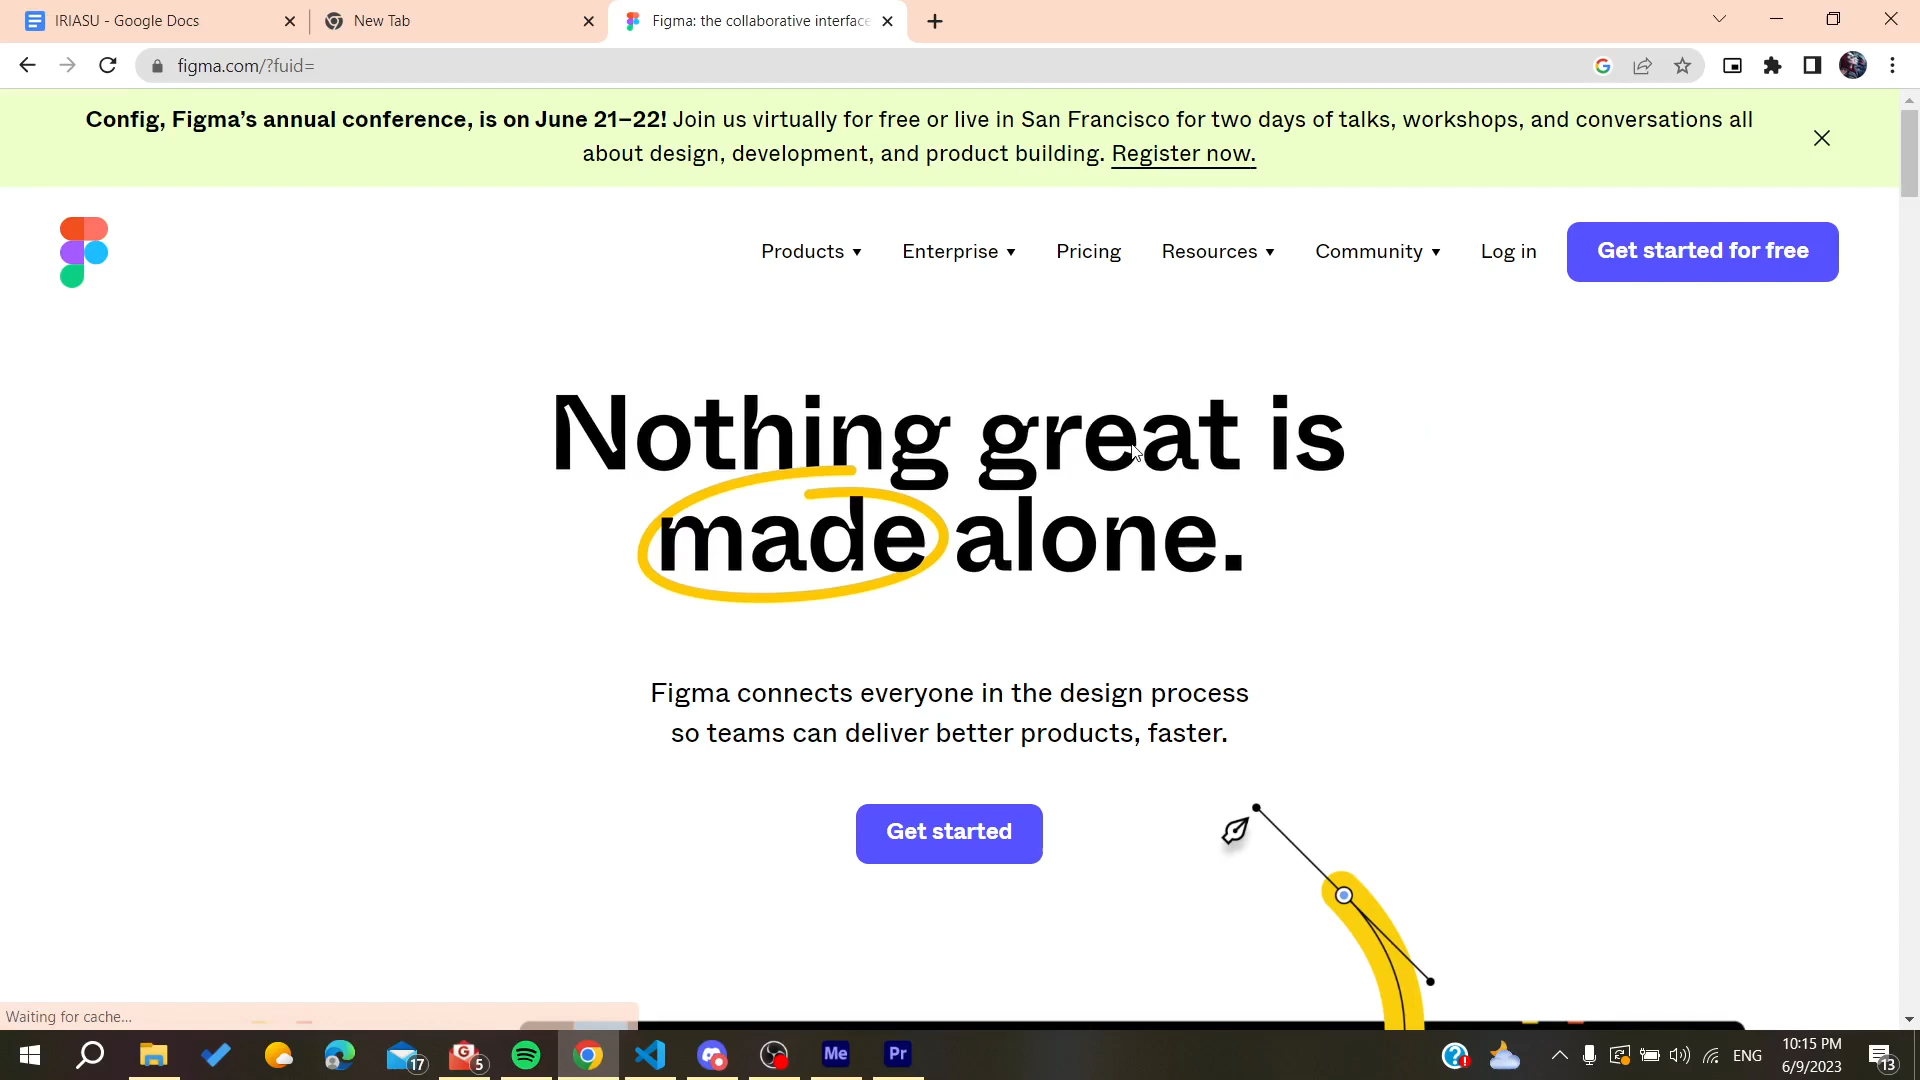 IRIASU - Google Docs
New Tab
Figma: the collaborative interface
figma.com/?fuid=
Config, Figma’s annual conference, is on June 21–22! Join us virtually for free or live in San Francisco for two days of talks, workshops, and conversations all
about design, development, and product building. Register now.
Products
Enterprise
Pricing
Resources
Community
Log in
Get started for free
Nothing great is
made alone.
Figma connects everyone in the design process
so teams can deliver better products, faster.
Get started
Waiting for cache...
17
G
5
Me
Pr
ENG
10:15 PM
6/9/2023
13